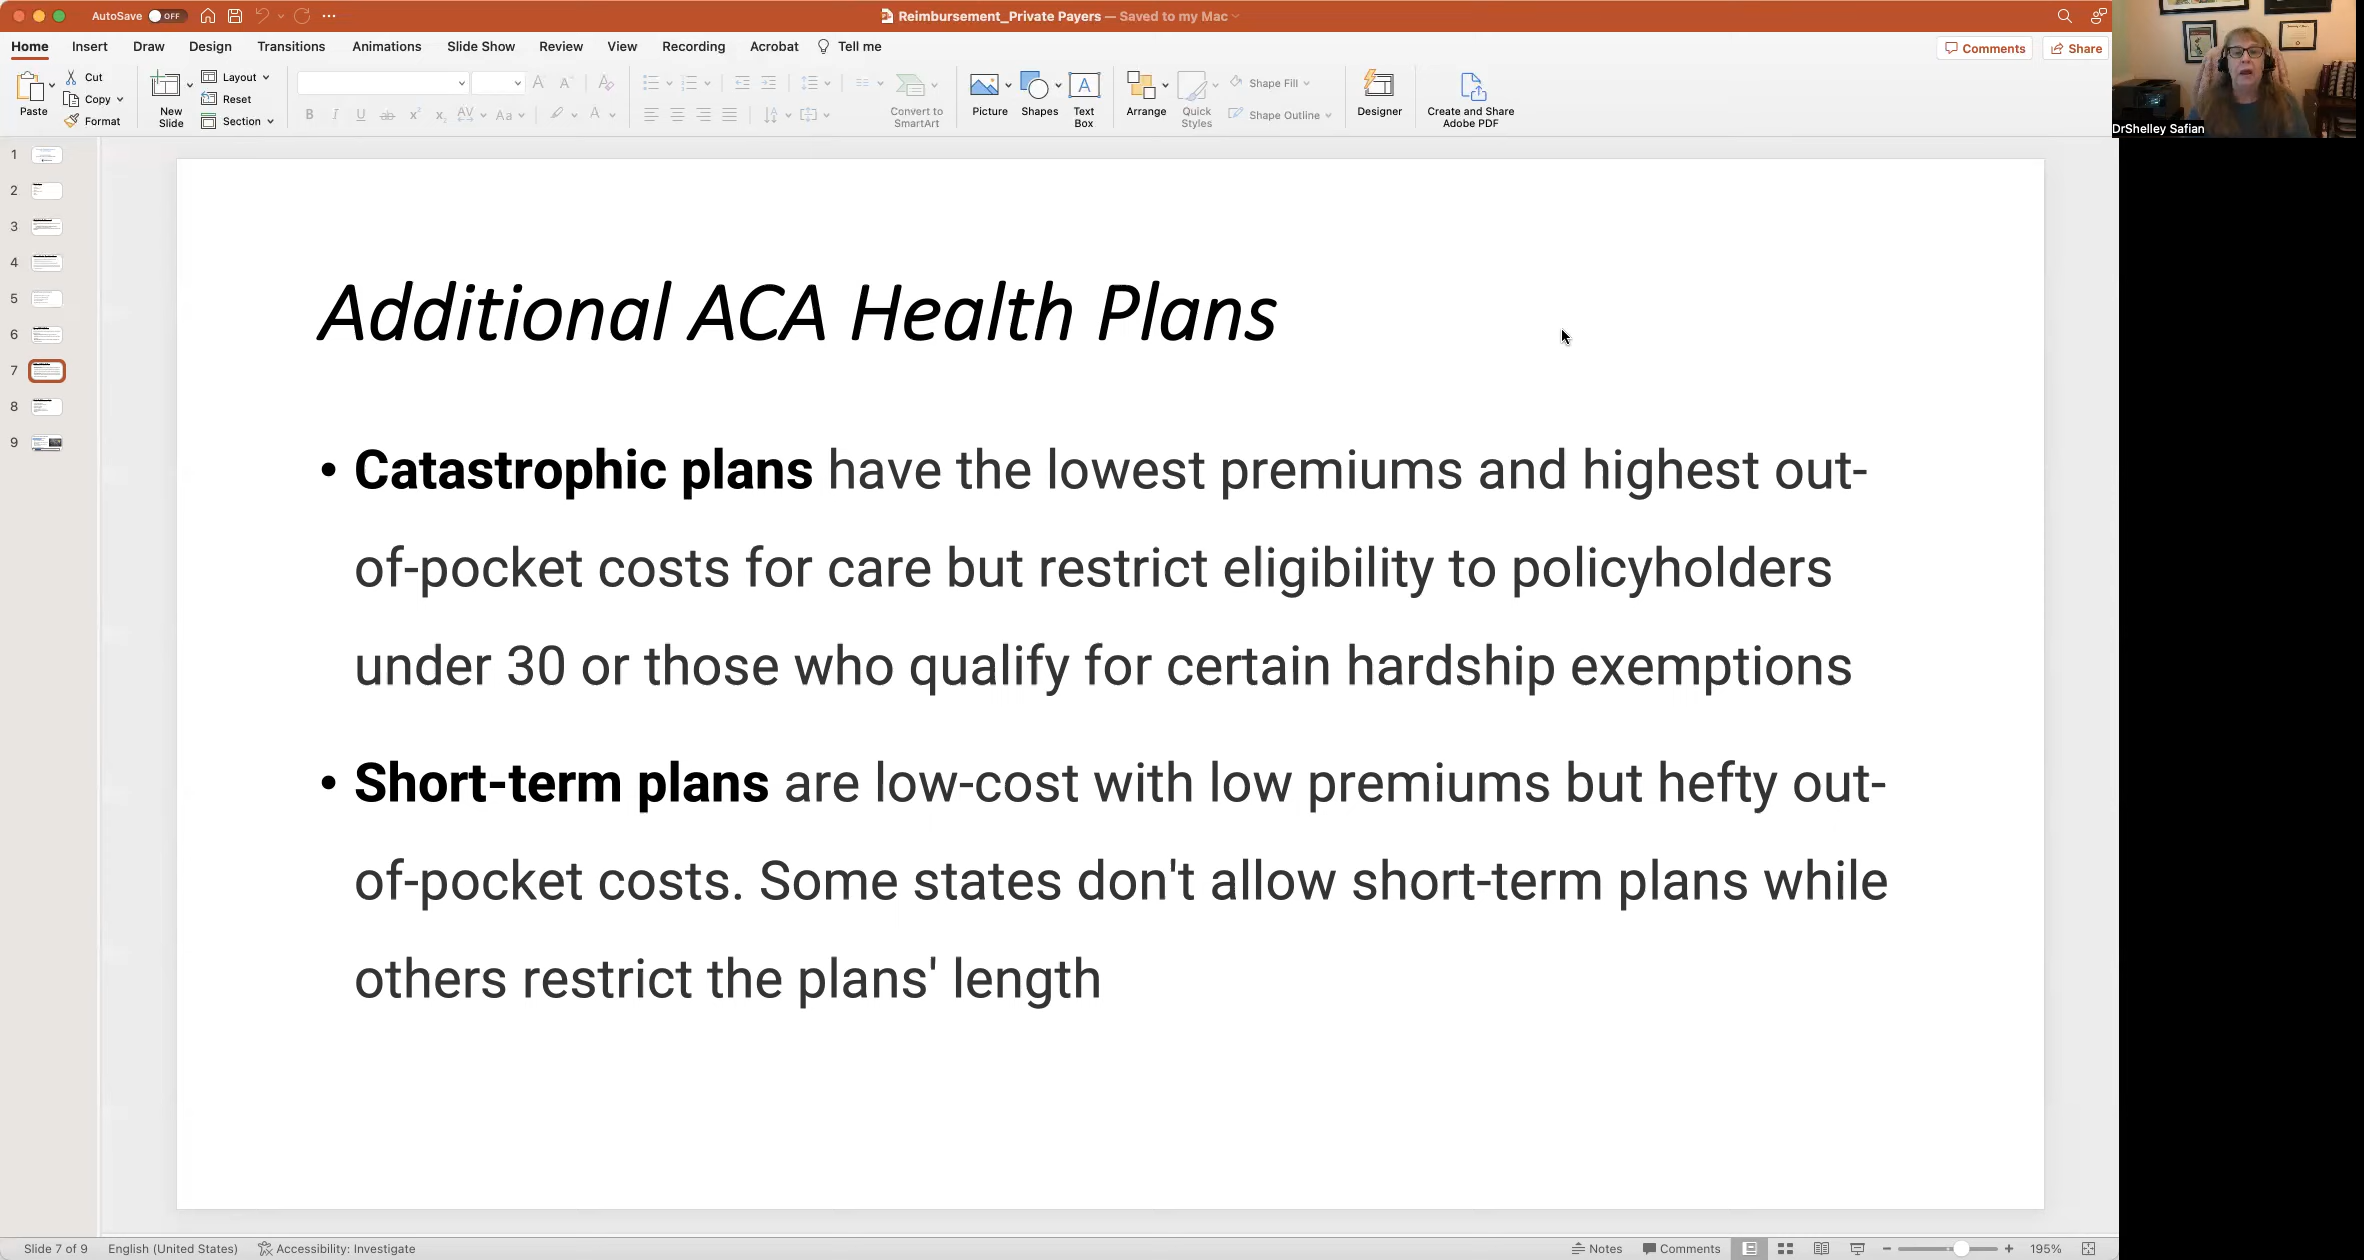 AutoSave OFF
Reimbursement_Private Payers — Saved to my Mac
Home Insert Draw Design Transitions Animations Slide Show Review View Recording Acrobat Tell me
Comments Share
Paste
Cut
Copy
Format
New Slide
Layout
Reset
Section
Convert to SmartArt
Picture
Shapes
Text Box
Arrange
Quick Styles
Shape Fill
Shape Outline
Designer
Create and Share Adobe PDF
DrShelley Safian
1
2
3
4
5
6
7
8
9
Additional ACA Health Plans
• Catastrophic plans have the lowest premiums and highest out-
of-pocket costs for care but restrict eligibility to policyholders
under 30 or those who qualify for certain hardship exemptions
• Short-term plans are low-cost with low premiums but hefty out-
of-pocket costs. Some states don't allow short-term plans while
others restrict the plans' length
Slide 7 of 9 English (United States) Accessibility: Investigate
Notes Comments 195%